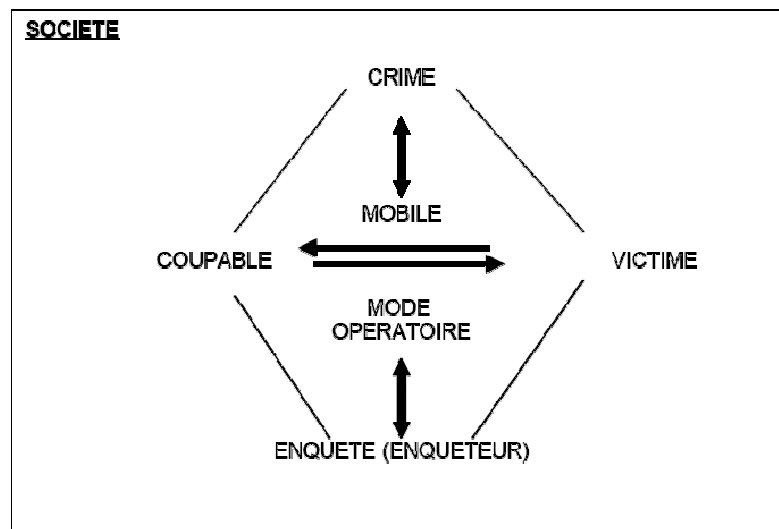 SOCIETE
CRIME
MOBILE
COUPABLE
VICTIME
MODE
OPERATOIRE
ENQUETE (ENQUETEUR)